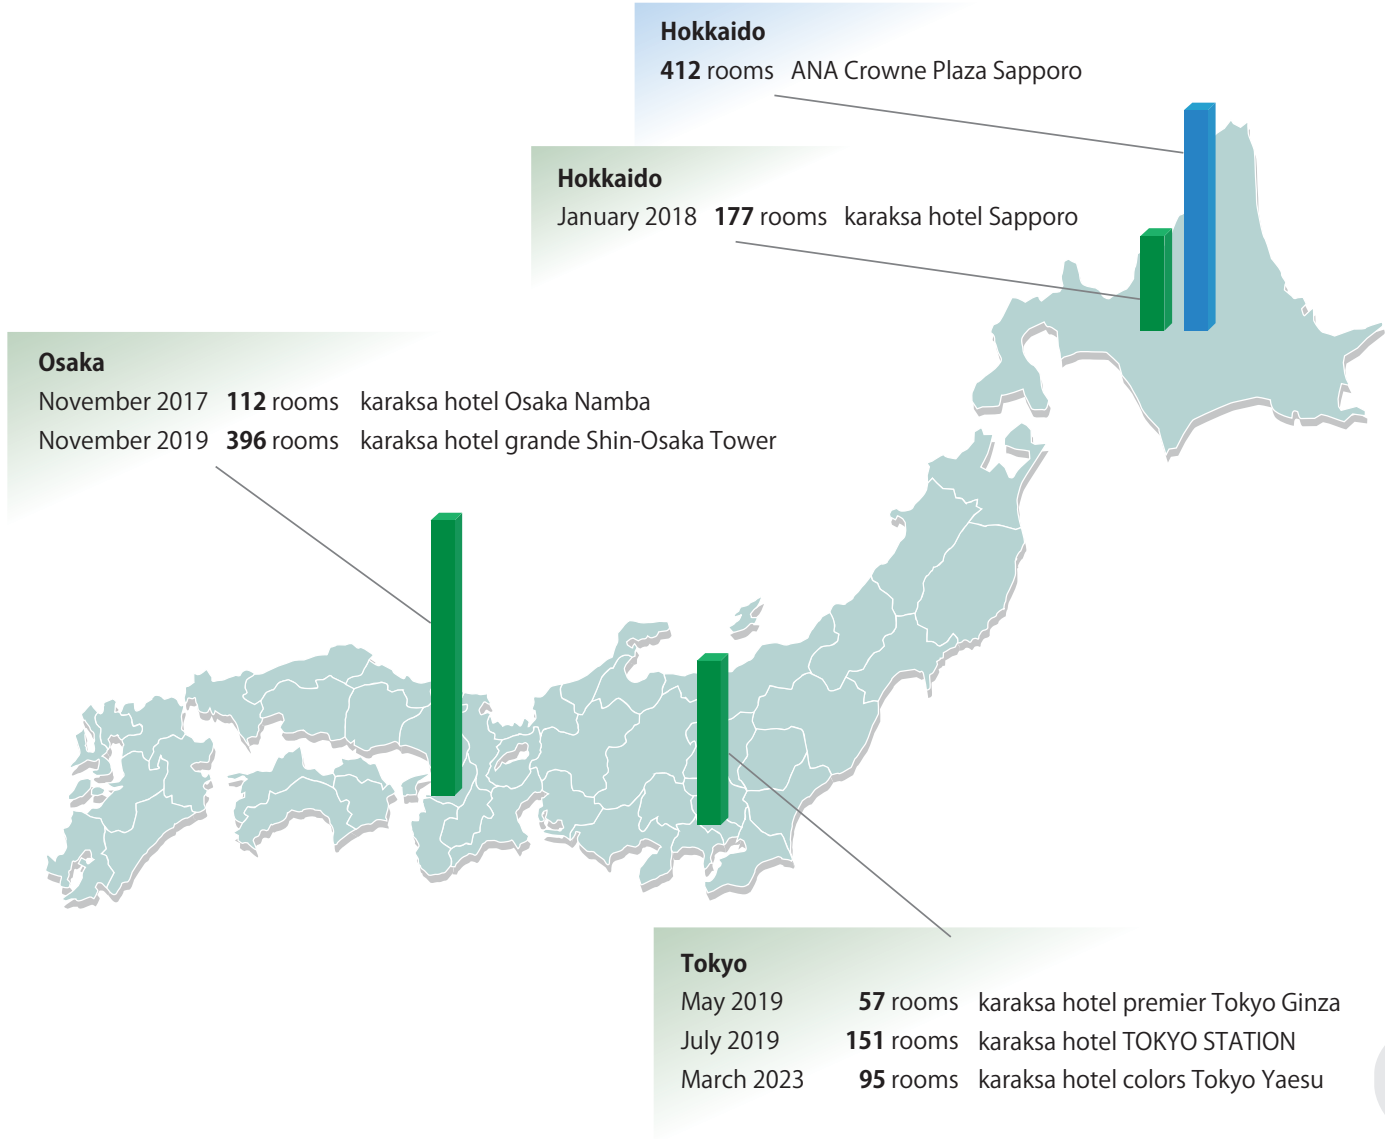 Hokkaido
412 rooms ANA Crowne Plaza Sapporo
Hokkaido
January 2018 177 rooms karaksa hotel Sapporo
Osaka
November 2017 112 rooms karaksa hotel Osaka Namba
November 2019 396 rooms karaksa hotel grande Shin-Osaka Tower
Tokyo
May 2019 57 rooms karaksa hotel premier Tokyo Ginza
July 2019 151 rooms karaksa hotel TOKYO STATION
March 2023 95 rooms karaksa hotel colors Tokyo Yaesu